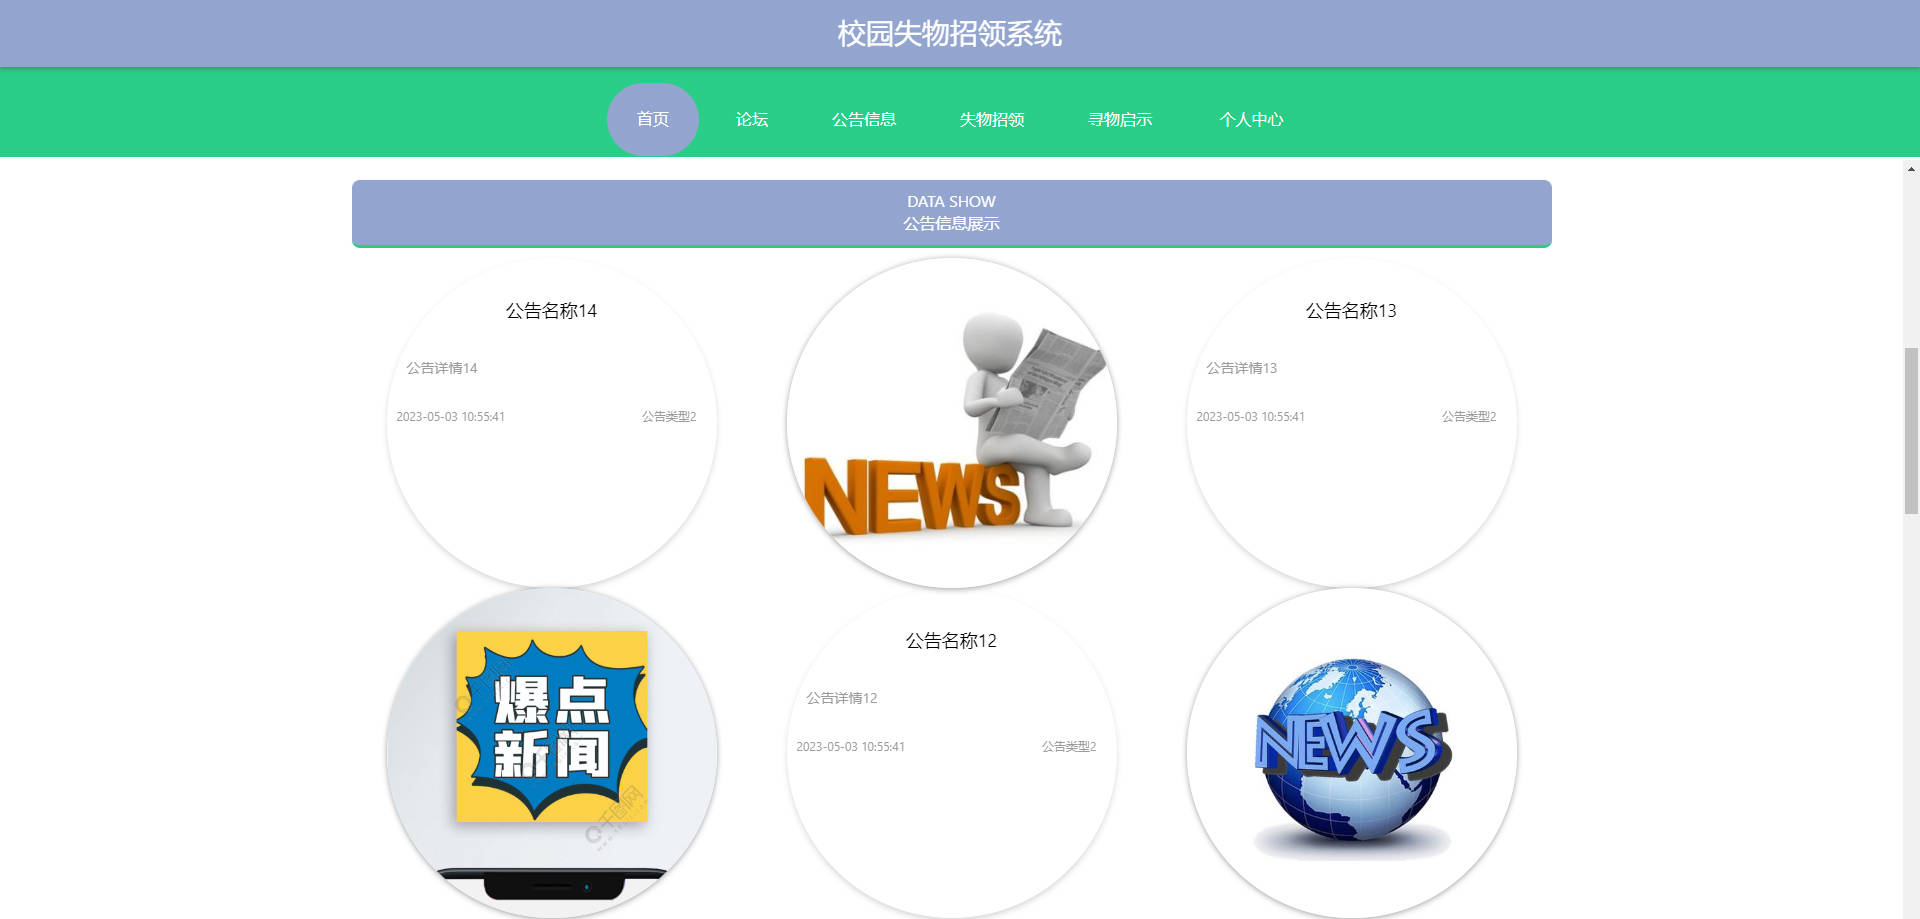 校园失物招领系统
首页 论坛 公告信息 失物招领 寻物启示 个人中心
DATA SHOW
公告信息展示
公告名称14
公告详情14
2023-05-03 10:55:41 公告类型2
NEWS
公告名称13
公告详情13
2023-05-03 10:55:41 公告类型2
爆点
新闻
千图网
公告名称12
公告详情12
2023-05-03 10:55:41 公告类型2
NEWS